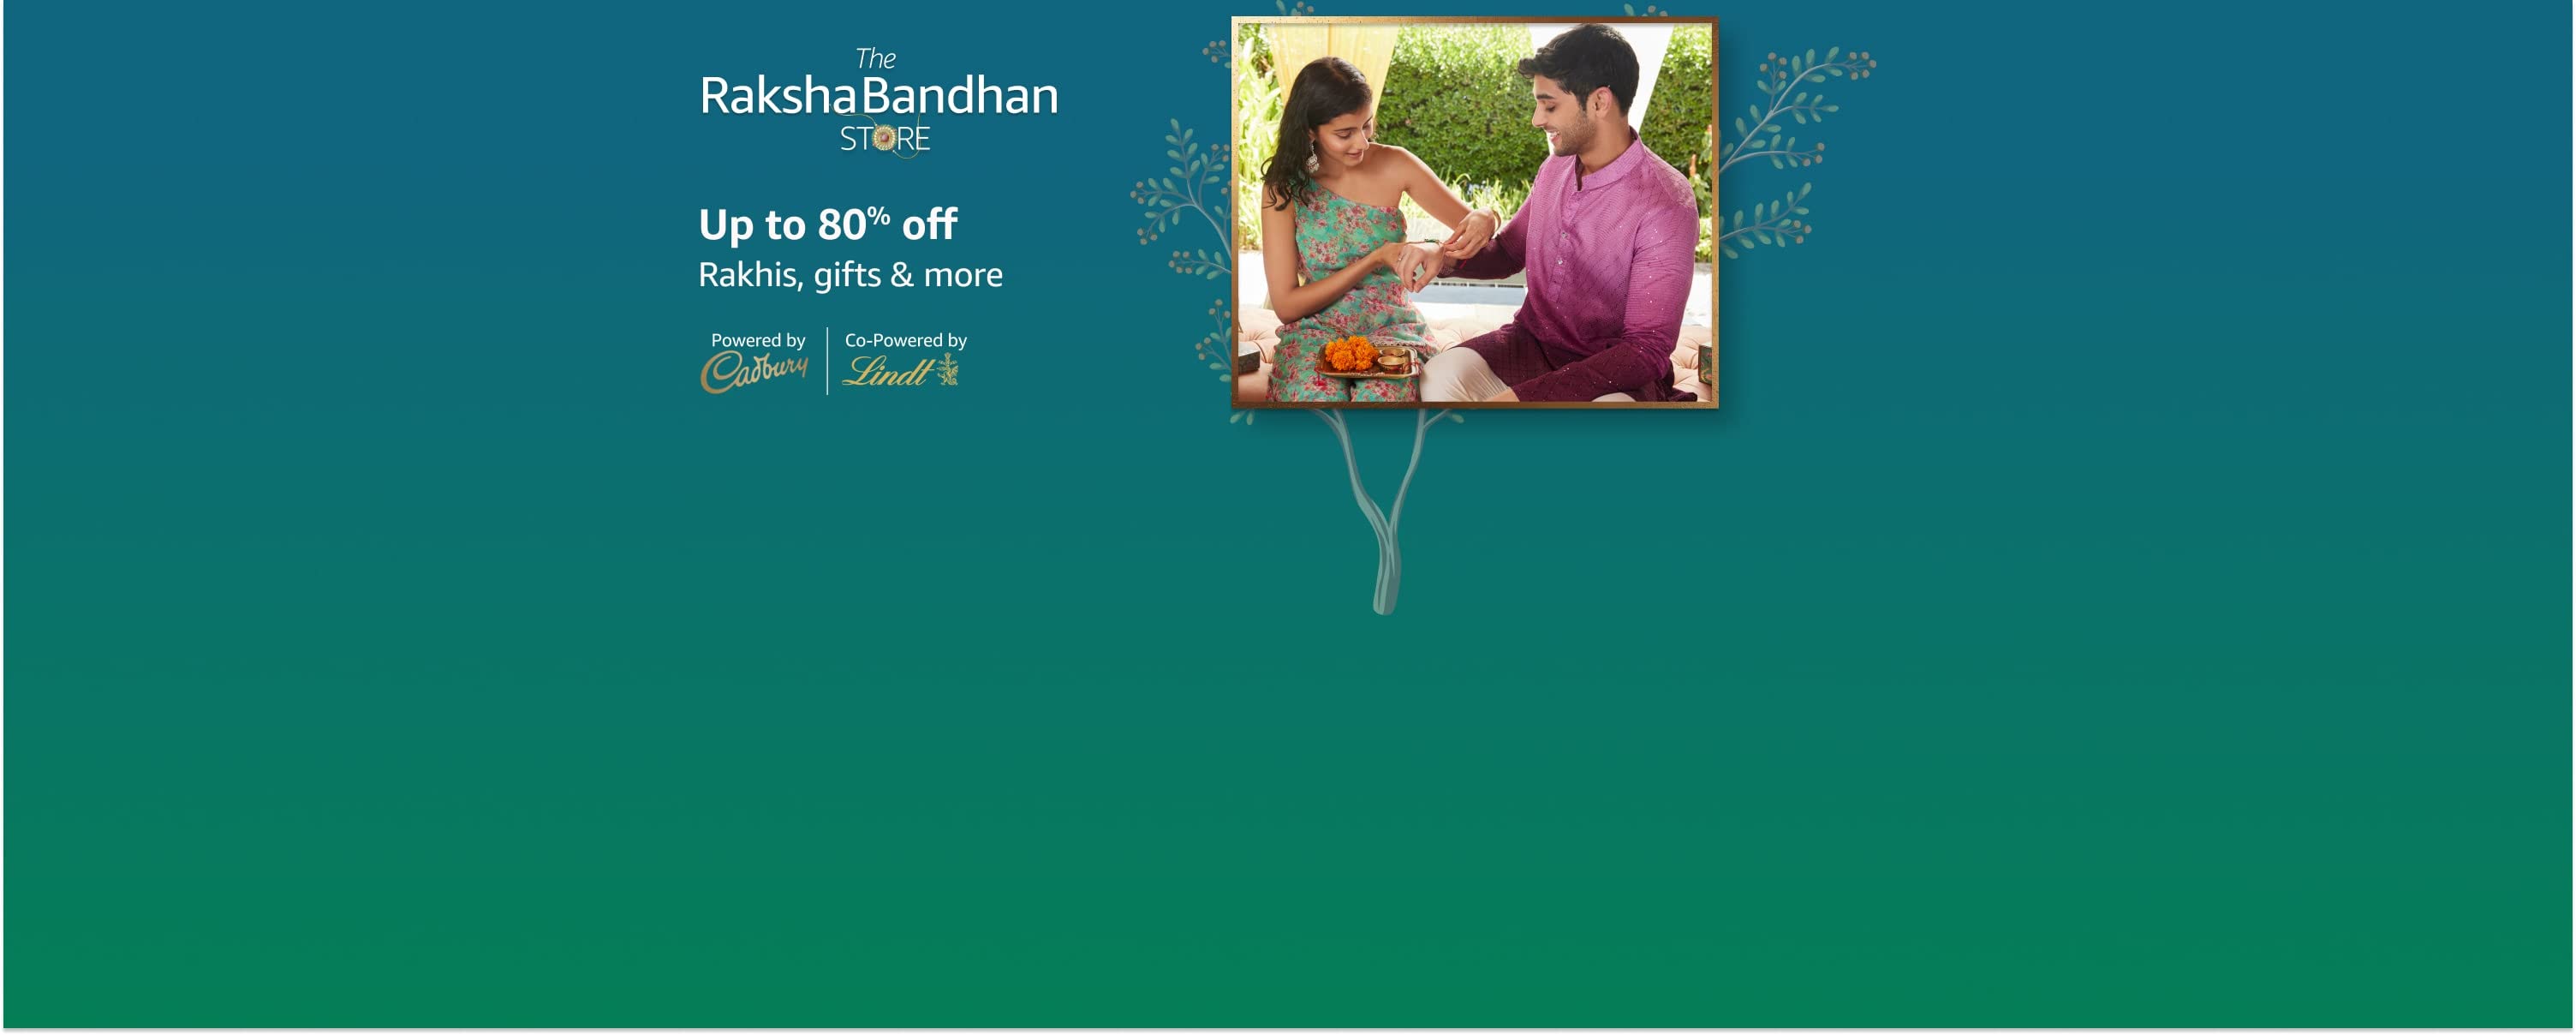 The
RakshaBandhan
STORE
Up to 80% off
Rakhis, gifts & more
Powered by
Cadbury
Co-Powered by
Lindt